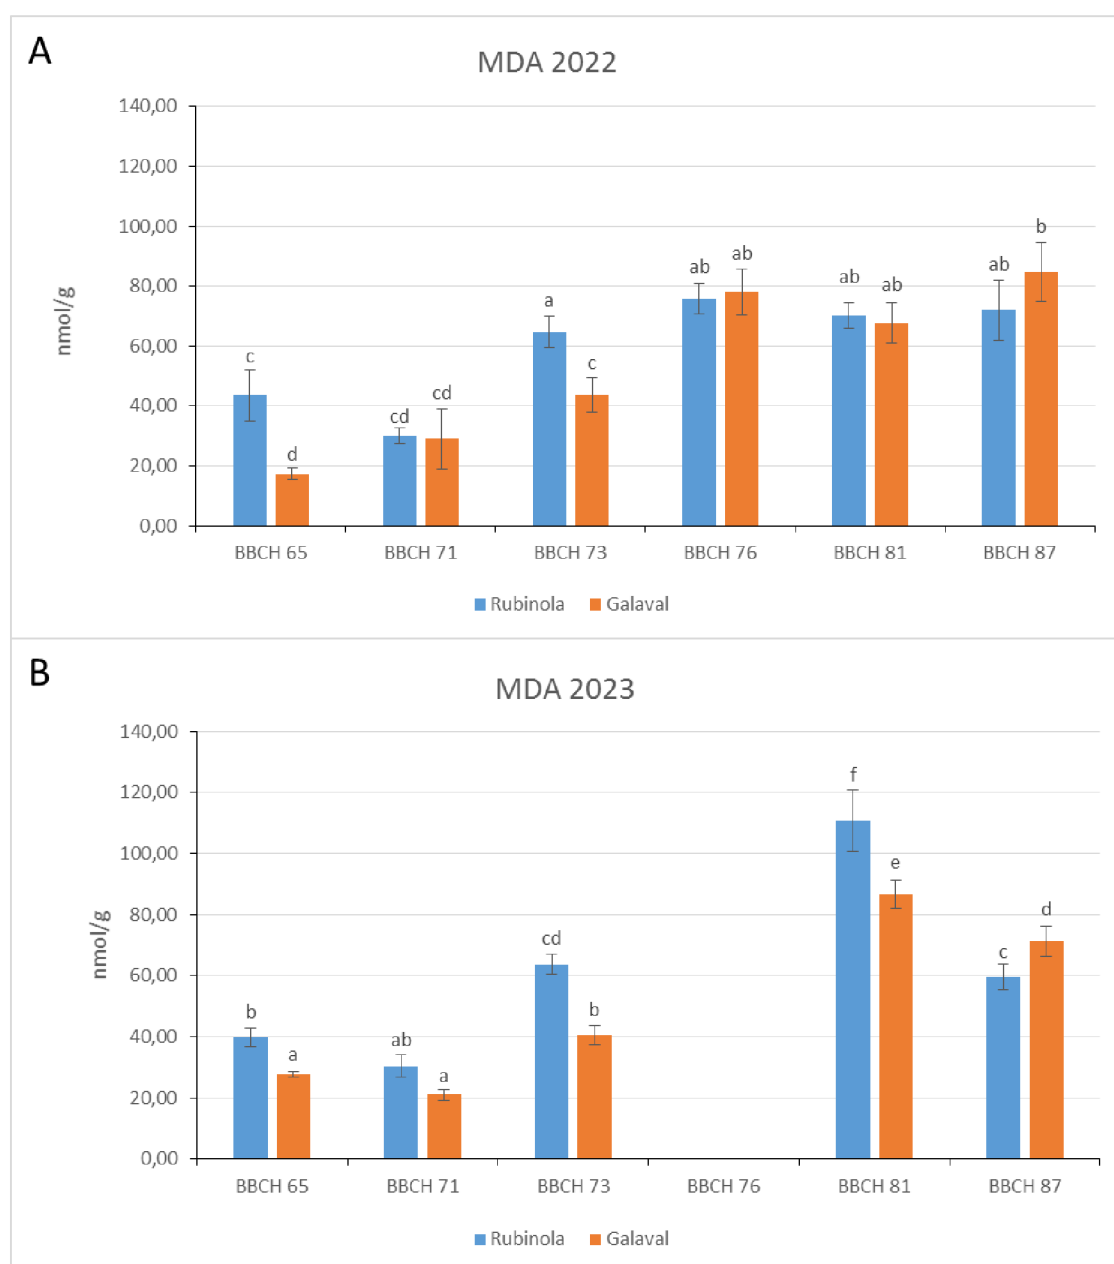 A
MDA 2022
140,00
120,00
100,00
80,00
60,00
40,00
20,00
0,00
nmol/g
c
d
cd
cd
a
c
ab
ab
ab
ab
ab
b
BBCH 65
BBCH 71
BBCH 73
BBCH 76
BBCH 81
BBCH 87
Rubinola
Galaval
B
MDA 2023
140,00
120,00
100,00
80,00
60,00
40,00
20,00
0,00
nmol/g
b
a
ab
a
cd
b
f
e
c
d
BBCH 65
BBCH 71
BBCH 73
BBCH 76
BBCH 81
BBCH 87
Rubinola
Galaval